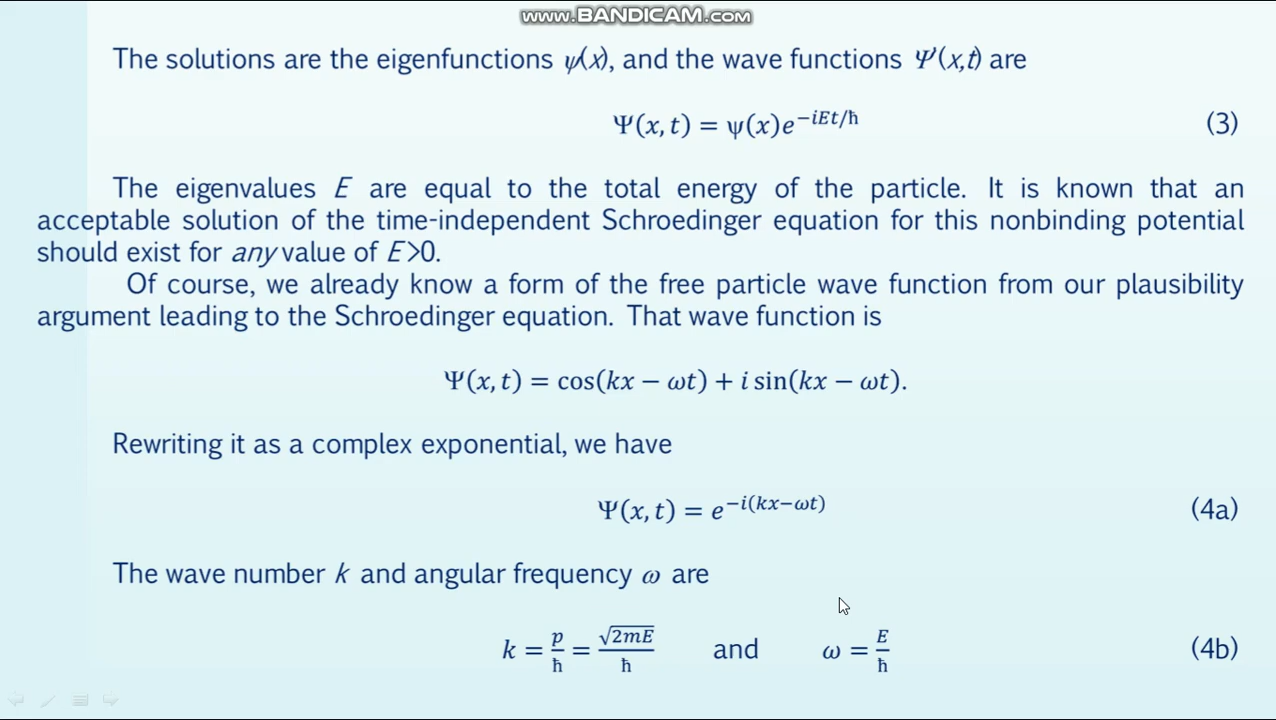 www.BANDICAM.com
The solutions are the eigenfunctions ψ(x), and the wave functions Ψ(x,t) are
Ψ(x, t) = ψ(x)e^{−iEt/ħ} (3)
The eigenvalues E are equal to the total energy of the particle. It is known that an
acceptable solution of the time-independent Schroedinger equation for this nonbinding potential
should exist for any value of E>0.
Of course, we already know a form of the free particle wave function from our plausibility
argument leading to the Schroedinger equation. That wave function is
Ψ(x, t) = cos(kx − ωt) + i sin(kx − ωt).
Rewriting it as a complex exponential, we have
Ψ(x, t) = e^{−i(kx−ωt)} (4a)
The wave number k and angular frequency ω are
k = p/ħ = √2mE/ħ and ω = E/ħ (4b)